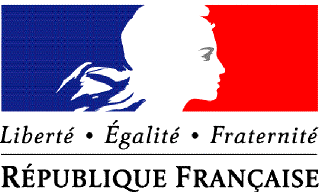 Liberté • Égalité • Fraternité
RÉPUBLIQUE FRANÇAISE